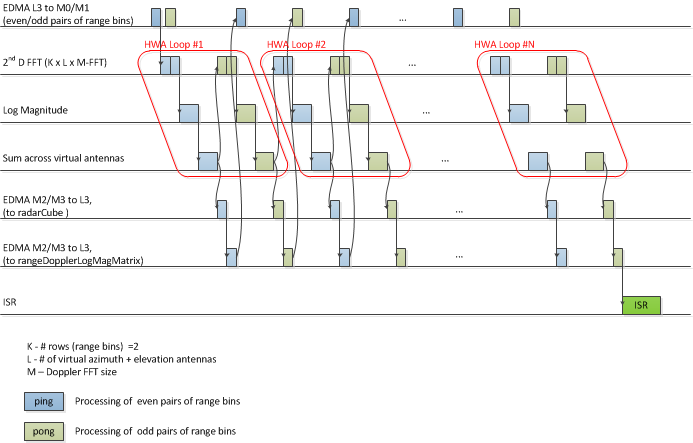 EDMA L3 to M0/M1
(even/odd pairs of range bins)
...
HWA Loop #1
HWA Loop #2
HWA Loop #N
2nd D FFT (K x L x M-FFT)
...
Log Magnitude
...
Sum across virtual antennas
...
EDMA M2/M3 to L3,
(to radarCube )
...
EDMA M2/M3 to L3,
(to rangeDopplerLogMagMatrix)
...
ISR
ISR
K - # rows (range bins) =2
L - # of virtual azimuth + elevation antennas
M – Doppler FFT size
ping
Processing of even pairs of range bins
pong
Processing of odd pairs of range bins